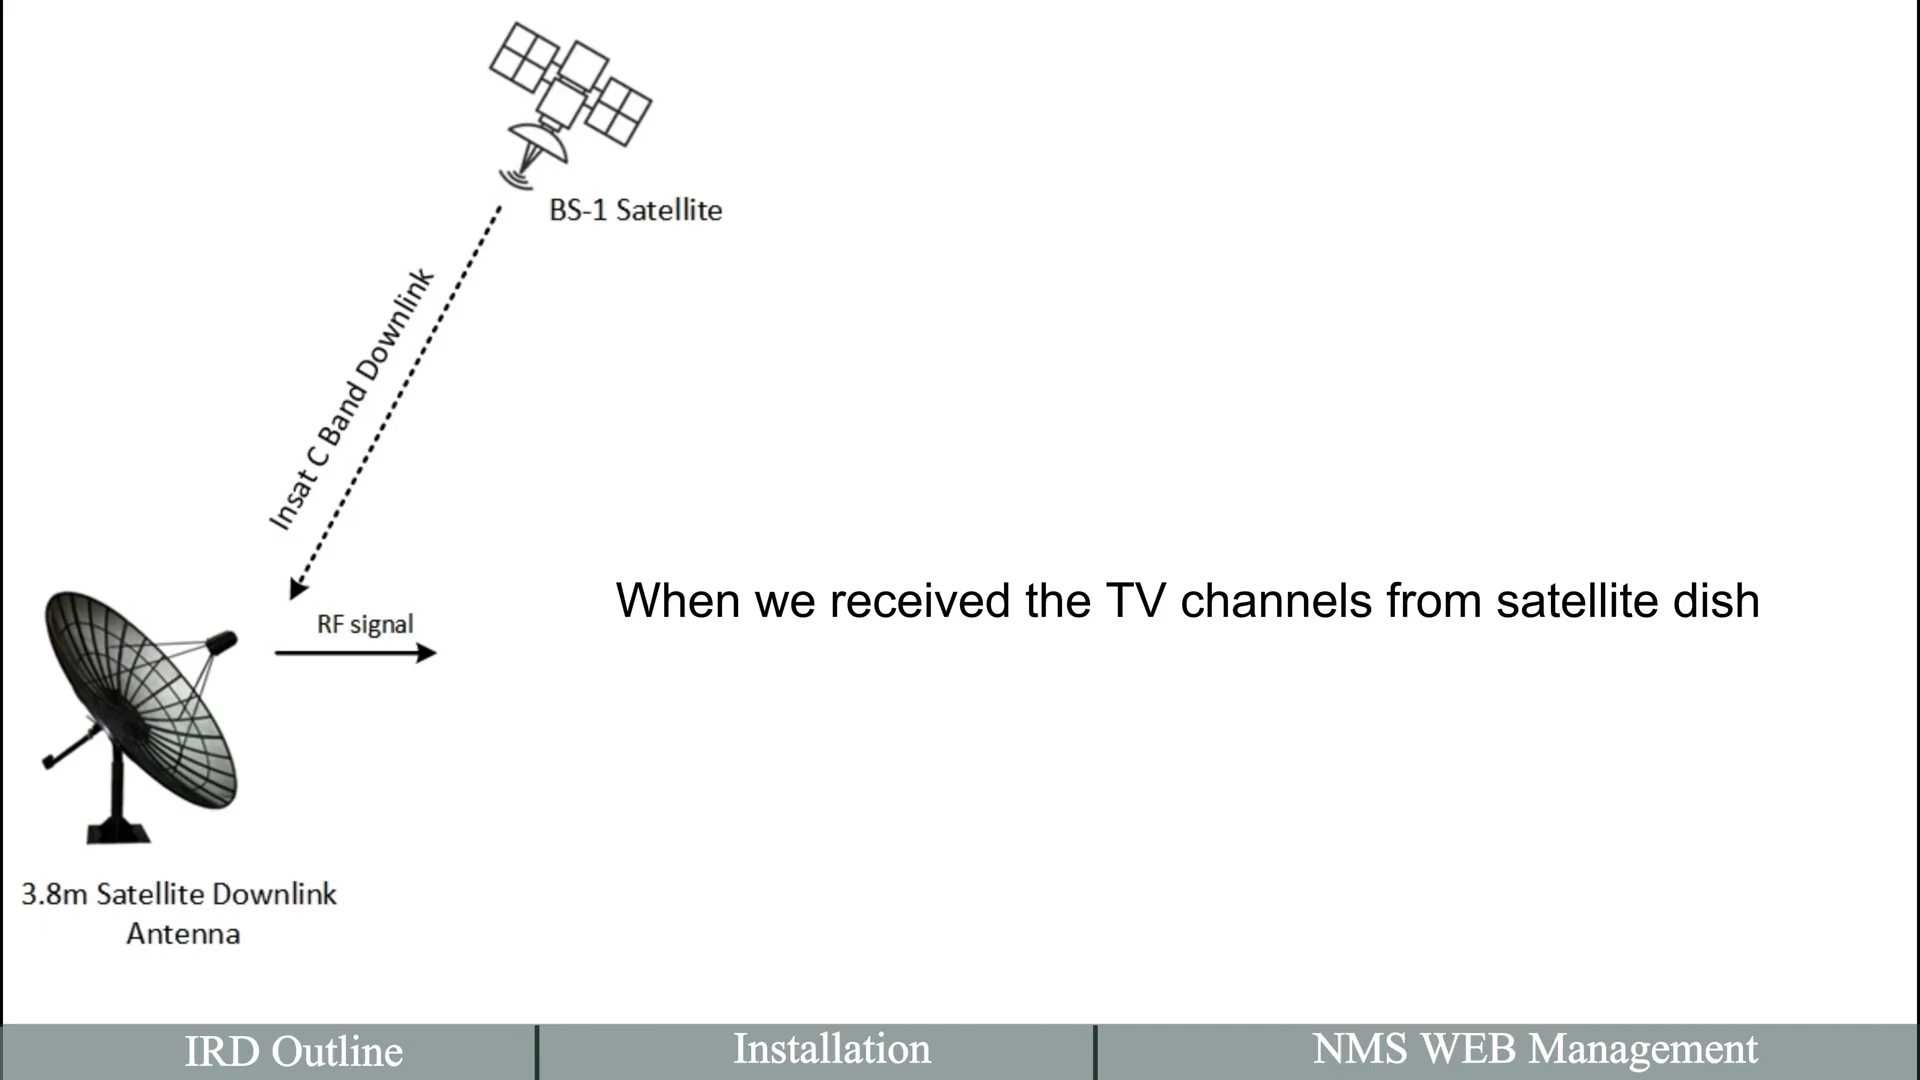 BS-1 Satellite
Insat C Band Downlink
RF signal
When we received the TV channels from satellite dish
3.8m Satellite Downlink
Antenna
IRD Outline
Installation
NMS WEB Management